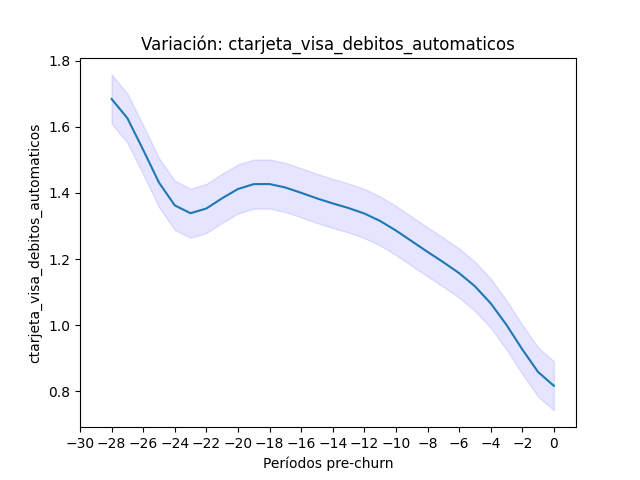 Variación: ctarjeta_visa_debitos_automaticos
ctarjeta_visa_debitos_automaticos
1.8
1.6
1.4
1.2
1.0
0.8
−30 −28 −26 −24 −22 −20 −18 −16 −14 −12 −10 −8 −6 −4 −2 0
Períodos pre-churn